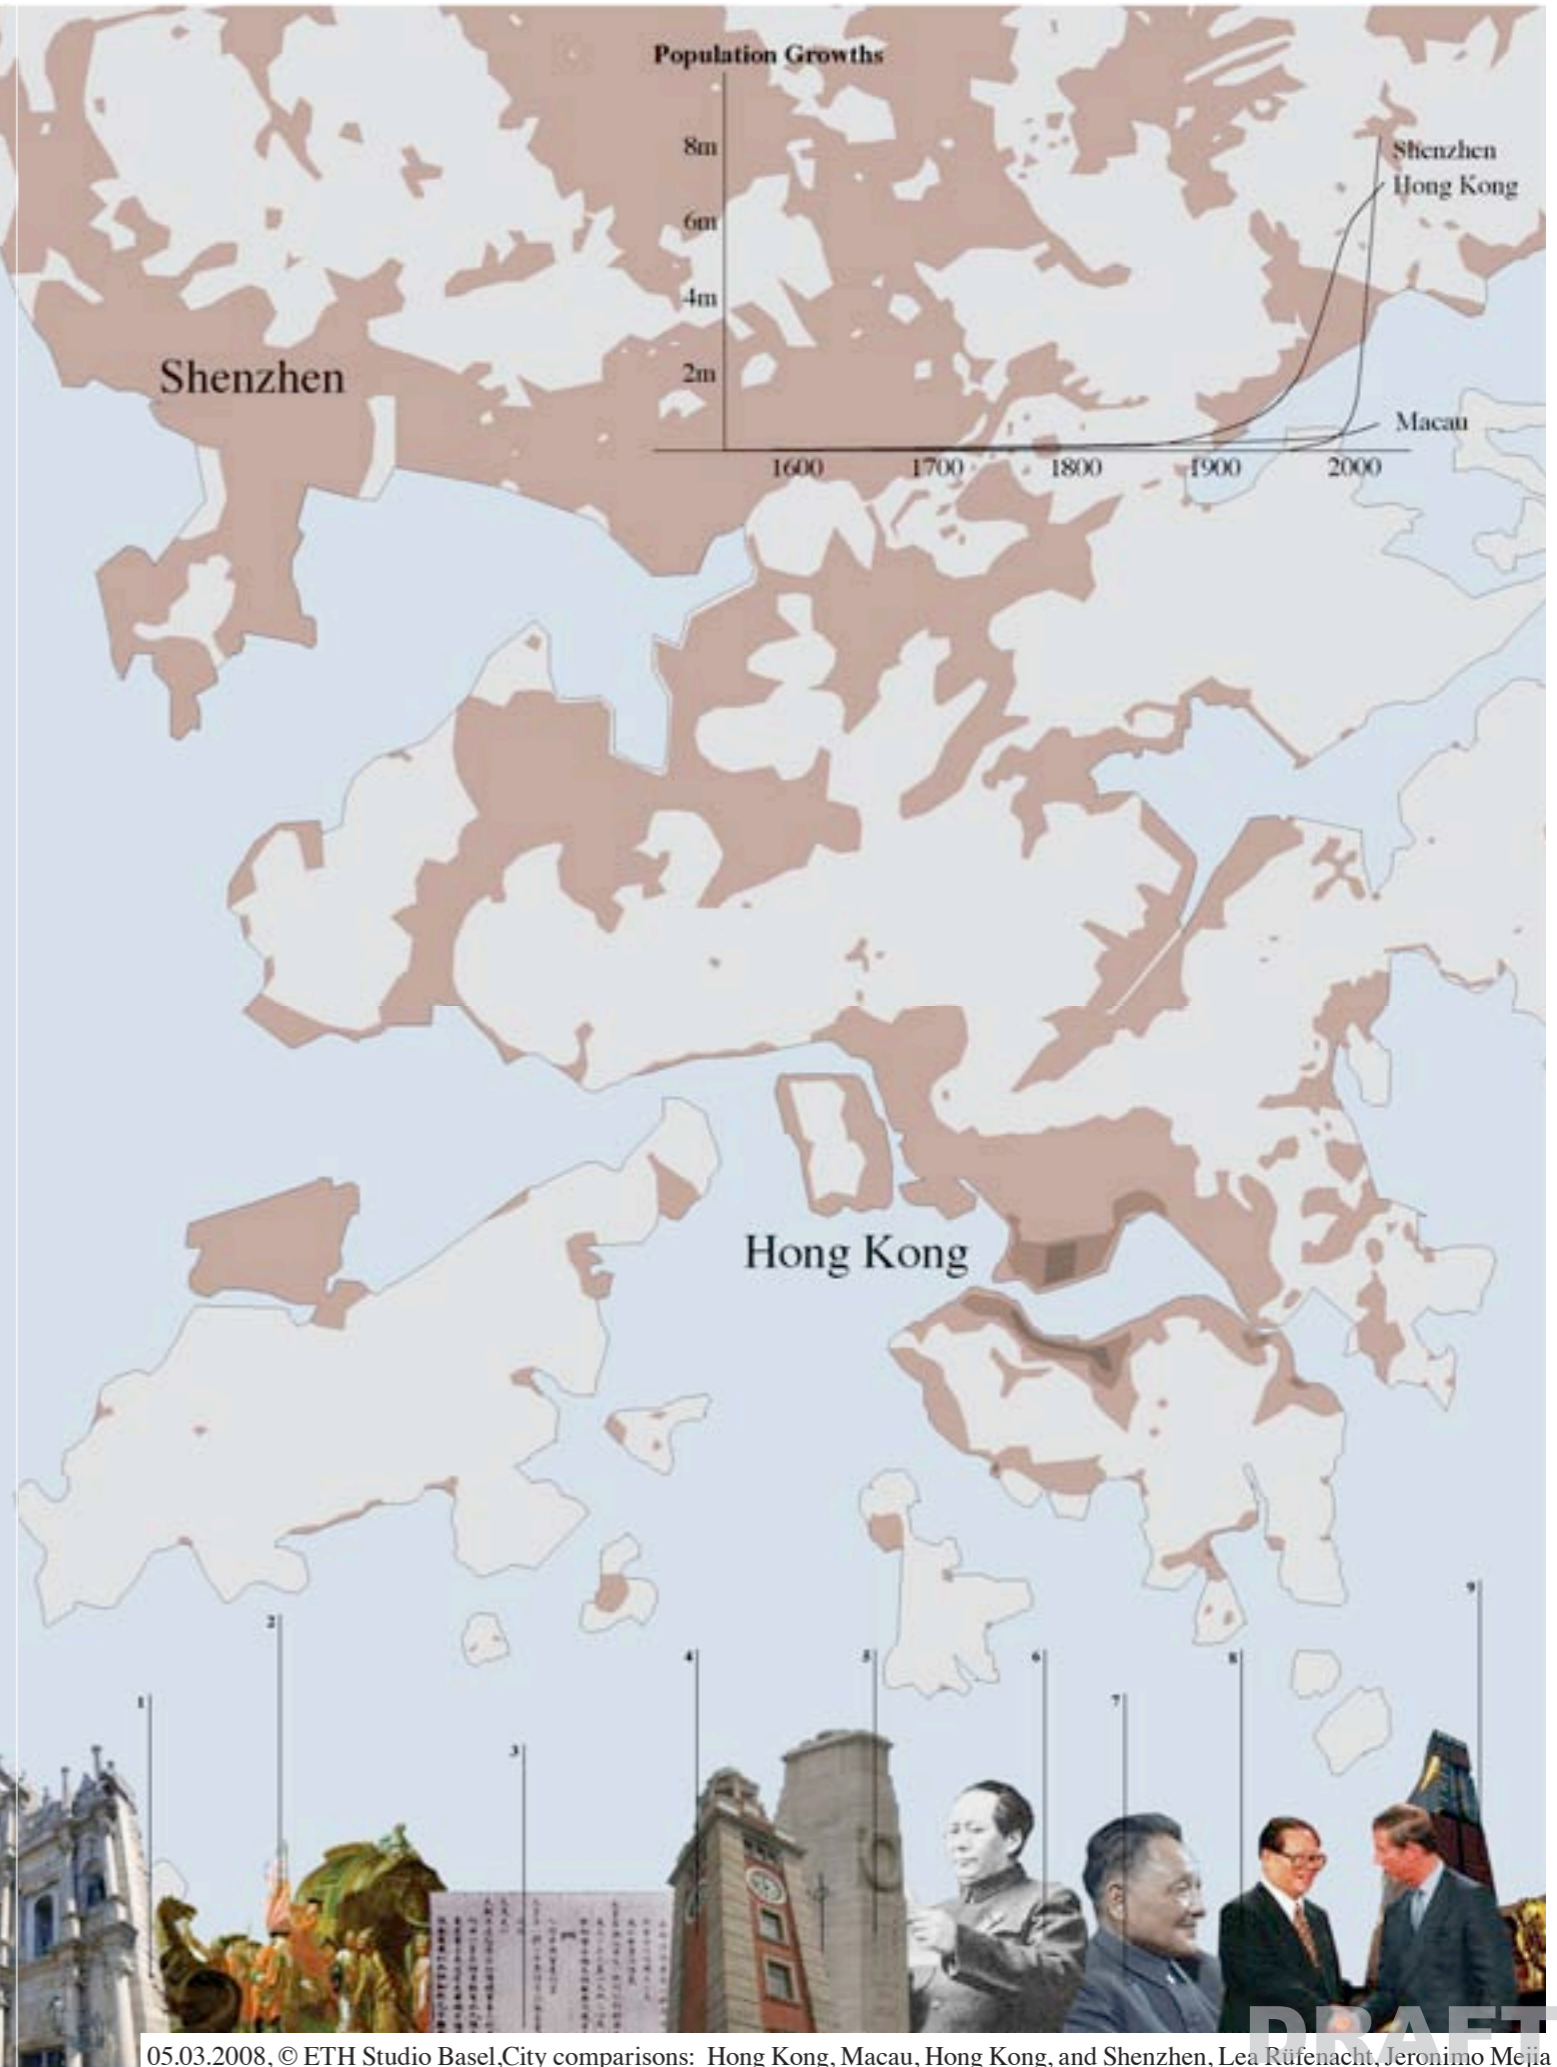 Population Growths
8m
Shenzhen
Hong Kong
6m
4m
2m
Shenzhen
Macau
1600
1700
1800
1900
2000
Hong Kong
9
2
4
5
6
8
1
7
3
DRAFT
05.03.2008, © ETH Studio Basel,City comparisons: Hong Kong, Macau, Hong Kong, and Shenzhen, Lea Rüfenacht, Jeronimo Mejia